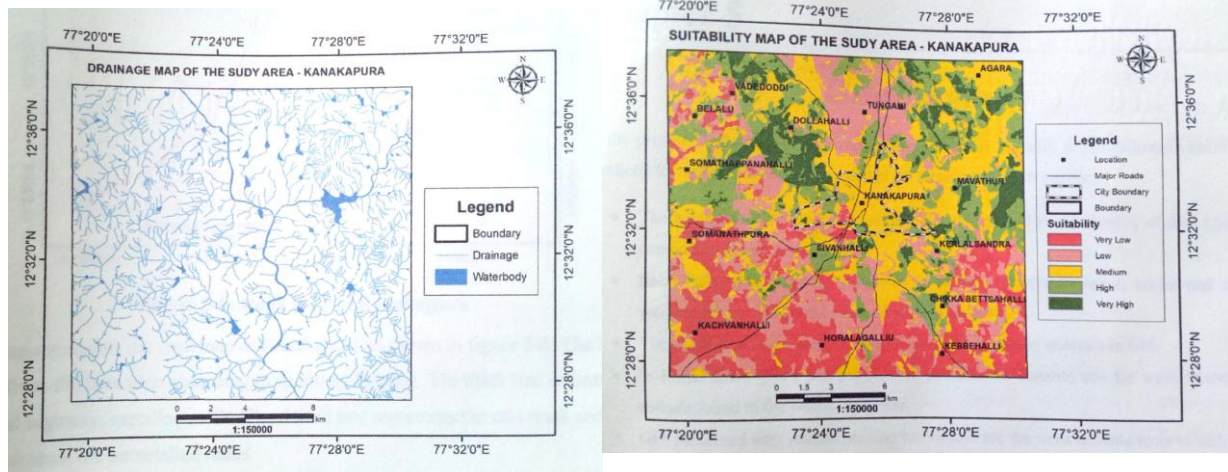 77°20'0"E 77°24'0"E 77°28'0"E 77°32'0"E
DRAINAGE MAP OF THE SUDY AREA - KANAKAPURA
N
W E
S
12°36'0"N 12°36'0"N
12°32'0"N 12°32'0"N
12°28'0"N 12°28'0"N
Legend
Boundary
Drainage
Waterbody
0 2 4 8
km
1:150000
77°20'0"E 77°24'0"E 77°28'0"E 77°32'0"E
77°20'0"E 77°24'0"E 77°28'0"E 77°32'0"E
SUITABILITY MAP OF THE SUDY AREA - KANAKAPURA
N
W E
S
12°36'0"N 12°36'0"N
12°32'0"N 12°32'0"N
12°28'0"N 12°28'0"N
AGARA
VADEDODDI
BELALU
TUNGANI
DOLLAHALLI
SOMATHAPPANAHALLI
MAVATHUR
KANAKAPURA
SOMANATHPURA
SIVANHALLI
KERALALSANDRA
CHIKKA BETTSAHALLI
KACHVANHALLI
HORALAGALLIU
KEBBEHALLI
Legend
Location
Major Roads
City Boundary
Boundary
Suitability
Very Low
Low
Medium
High
Very High
0 1.5 3 6
km
1:150000
77°20'0"E 77°24'0"E 77°28'0"E 77°32'0"E